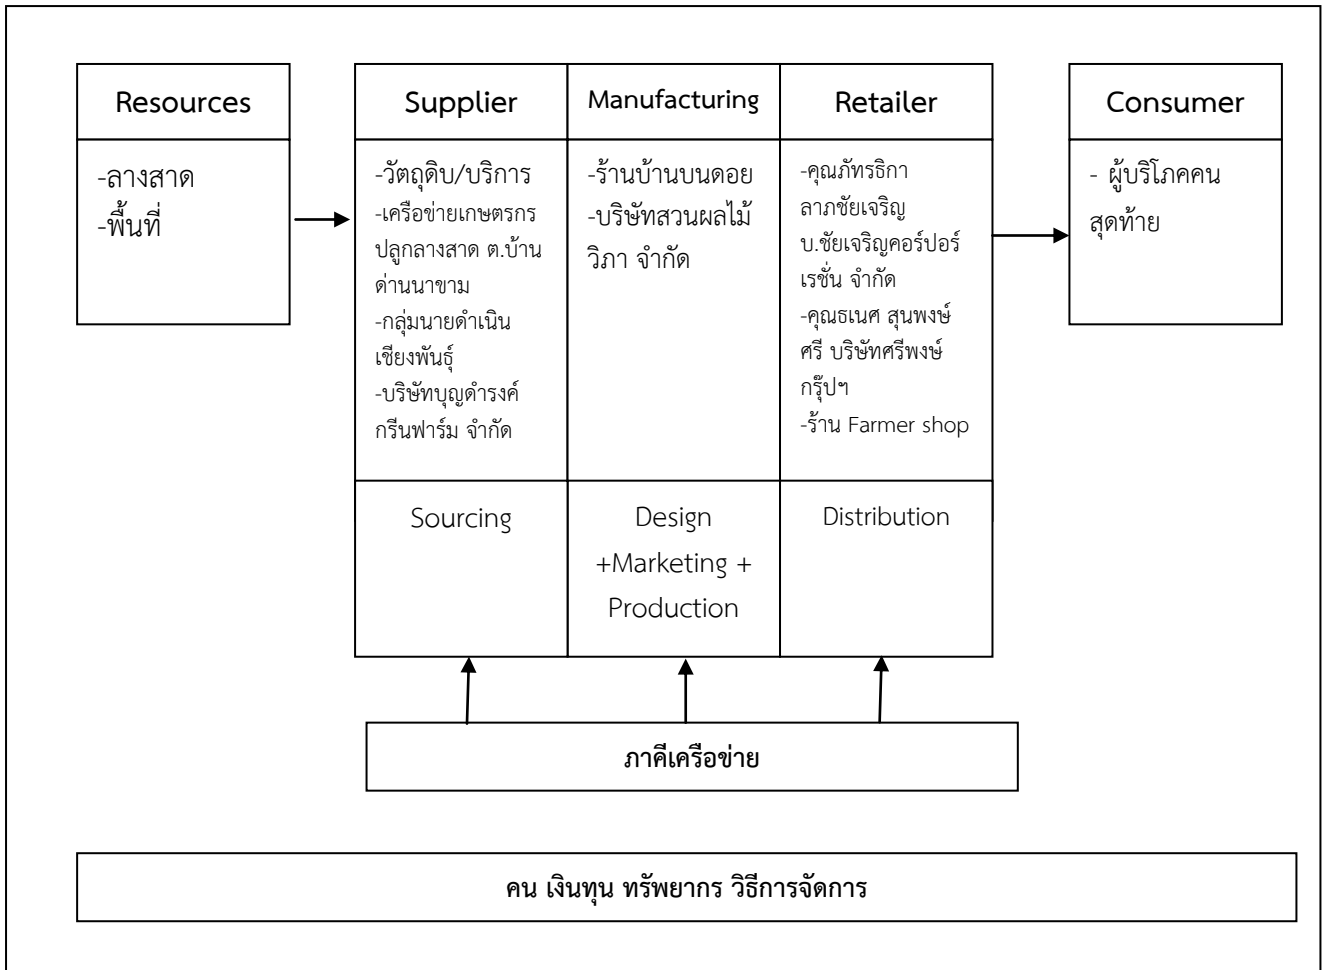 Resources
-ลางสาด
-พื้นที่
Supplier
-วัตถุดิบ/บริการ
-เครือข่ายเกษตรกร
ปลูกลางสาด ต.บ้าน
ด่านนาขาม
-กลุ่มนายดำเนิน
เชียงพันธุ์
-บริษัทบุญดำรงค์
กรีนฟาร์ม จำกัด
Sourcing
Manufacturing
-ร้านบ้านบนดอย
-บริษัทสวนผลไม้
วิภา จำกัด
Design
+Marketing +
Production
Retailer
-คุณภัทรธิกา
ลาภชัยเจริญ
บ.ชัยเจริญคอร์ปอร์
เรชั่น จำกัด
-คุณธเนศ สุนพงษ์
ศรี บริษัทศรีพงษ์
กรุ๊ปฯ
-ร้าน Farmer shop
Distribution
Consumer
- ผู้บริโภคคน
สุดท้าย
ภาคีเครือข่าย
คน เงินทุน ทรัพยากร วิธีการจัดการ